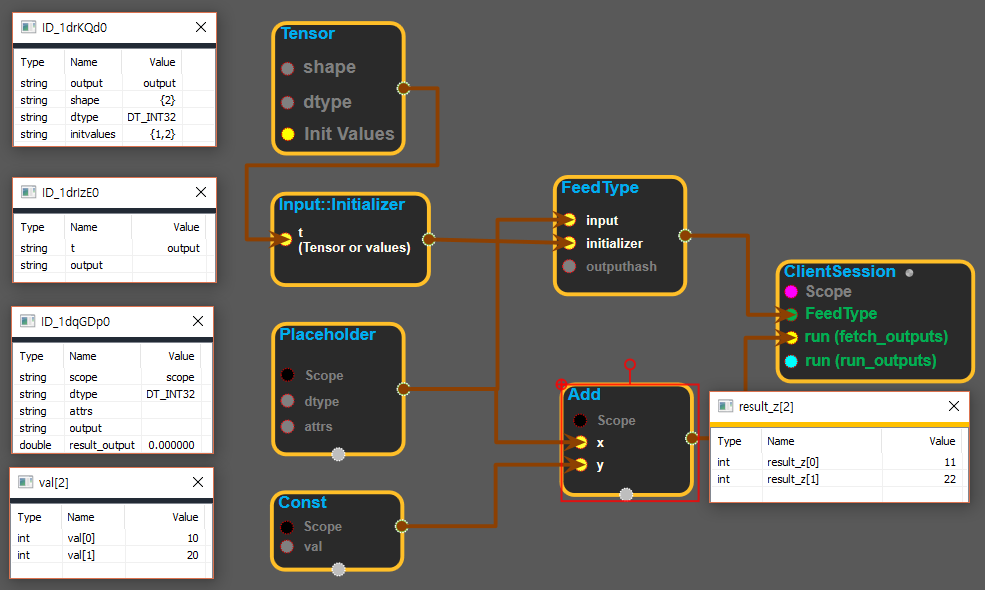 ID_1drKQd0
Type Name Value
string output output
string shape {2}
string dtype DT_INT32
string initvalues {1,2}
ID_1drIzE0
Type Name Value
string t output
string output
ID_1dqGDp0
Type Name Value
string scope scope
string dtype DT_INT32
string attrs
string output
double result_output 0.000000
val[2]
Type Name Value
int val[0] 10
int val[1] 20
Tensor
shape
dtype
Init Values
Input::Initializer
t
(Tensor or values)
Placeholder
Scope
dtype
attrs
Const
Scope
val
FeedType
input
initializer
outputhash
Add
Scope
x
y
ClientSession
Scope
FeedType
run (fetch_outputs)
run (run_outputs)
result_z[2]
Type Name Value
int result_z[0] 11
int result_z[1] 22